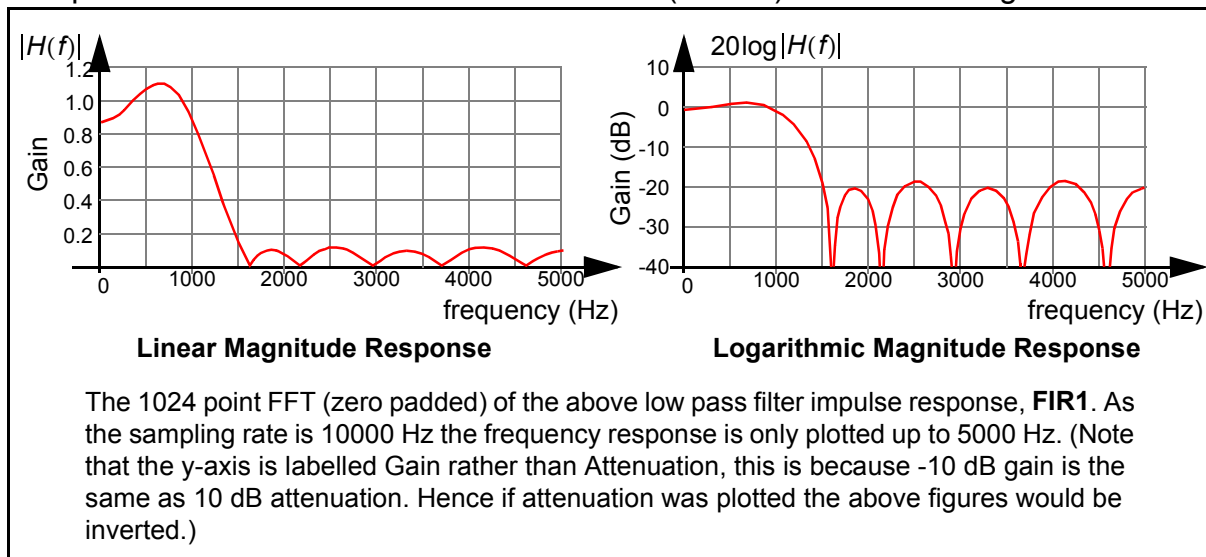 |H(f)|
1.2
1.0
0.8
0.6
0.4
0.2
Gain
0 1000 2000 3000 4000 5000
frequency (Hz)
Linear Magnitude Response
20log|H(f)|
10
0
-10
-20
-30
-40
Gain (dB)
0 1000 2000 3000 4000 5000
frequency (Hz)
Logarithmic Magnitude Response
The 1024 point FFT (zero padded) of the above low pass filter impulse response, FIR1. As
the sampling rate is 10000 Hz the frequency response is only plotted up to 5000 Hz. (Note
that the y-axis is labelled Gain rather than Attenuation, this is because -10 dB gain is the
same as 10 dB attenuation. Hence if attenuation was plotted the above figures would be
inverted.)